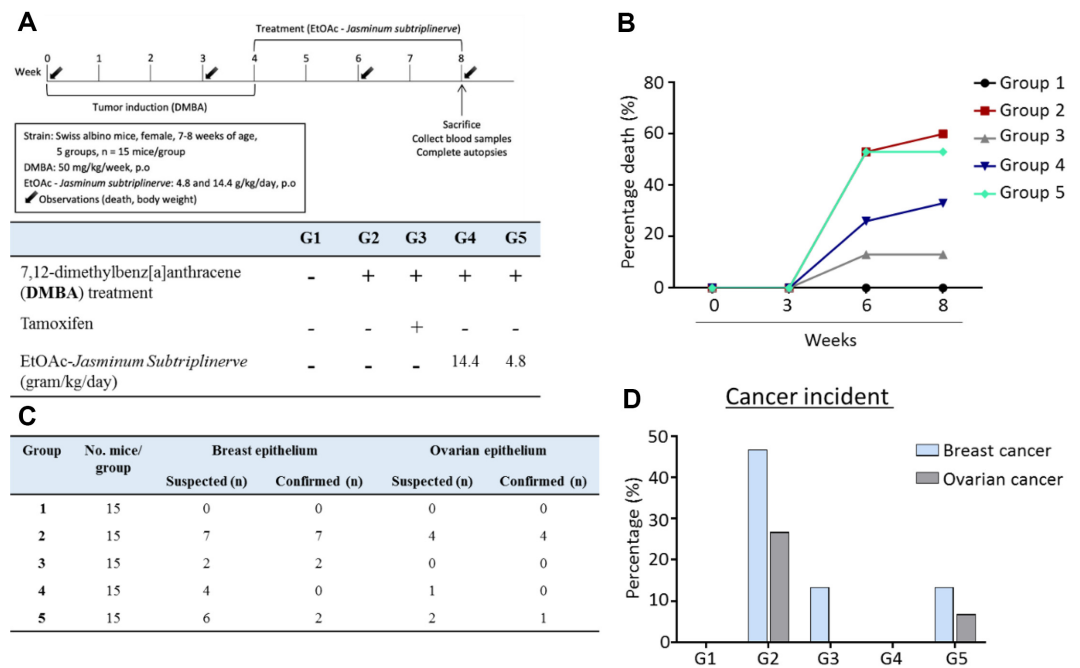 A
Treatment (EtOAc - Jasminum subtriplinerve)
Week 0 1 2 3 4 5 6 7 8
Tumor induction (DMBA)
Sacrifice
Collect blood samples
Complete autopsies
Strain: Swiss albino mice, female, 7-8 weeks of age,
5 groups, n = 15 mice/group
DMBA: 50 mg/kg/week, p.o
EtOAc - Jasminum subtriplinerve: 4.8 and 14.4 g/kg/day, p.o
Observations (death, body weight)
G1 G2 G3 G4 G5
7,12-dimethylbenz[a]anthracene
(DMBA) treatment - + + + +
Tamoxifen - - + - -
EtOAc-Jasminum Subtriplinerve
(gram/kg/day) - - - 14.4 4.8
B
Percentage death (%)
80
60
40
20
0
0 3 6 8
Weeks
Group 1
Group 2
Group 3
Group 4
Group 5
C
Group No. mice/ Breast epithelium Ovarian epithelium
group
Suspected (n) Confirmed (n) Suspected (n) Confirmed (n)
1 15 0 0 0 0
2 15 7 7 4 4
3 15 2 2 0 0
4 15 4 0 1 0
5 15 6 2 2 1
D
Cancer incident
Percentage (%)
50
40
30
20
10
0
G1 G2 G3 G4 G5
Breast cancer
Ovarian cancer